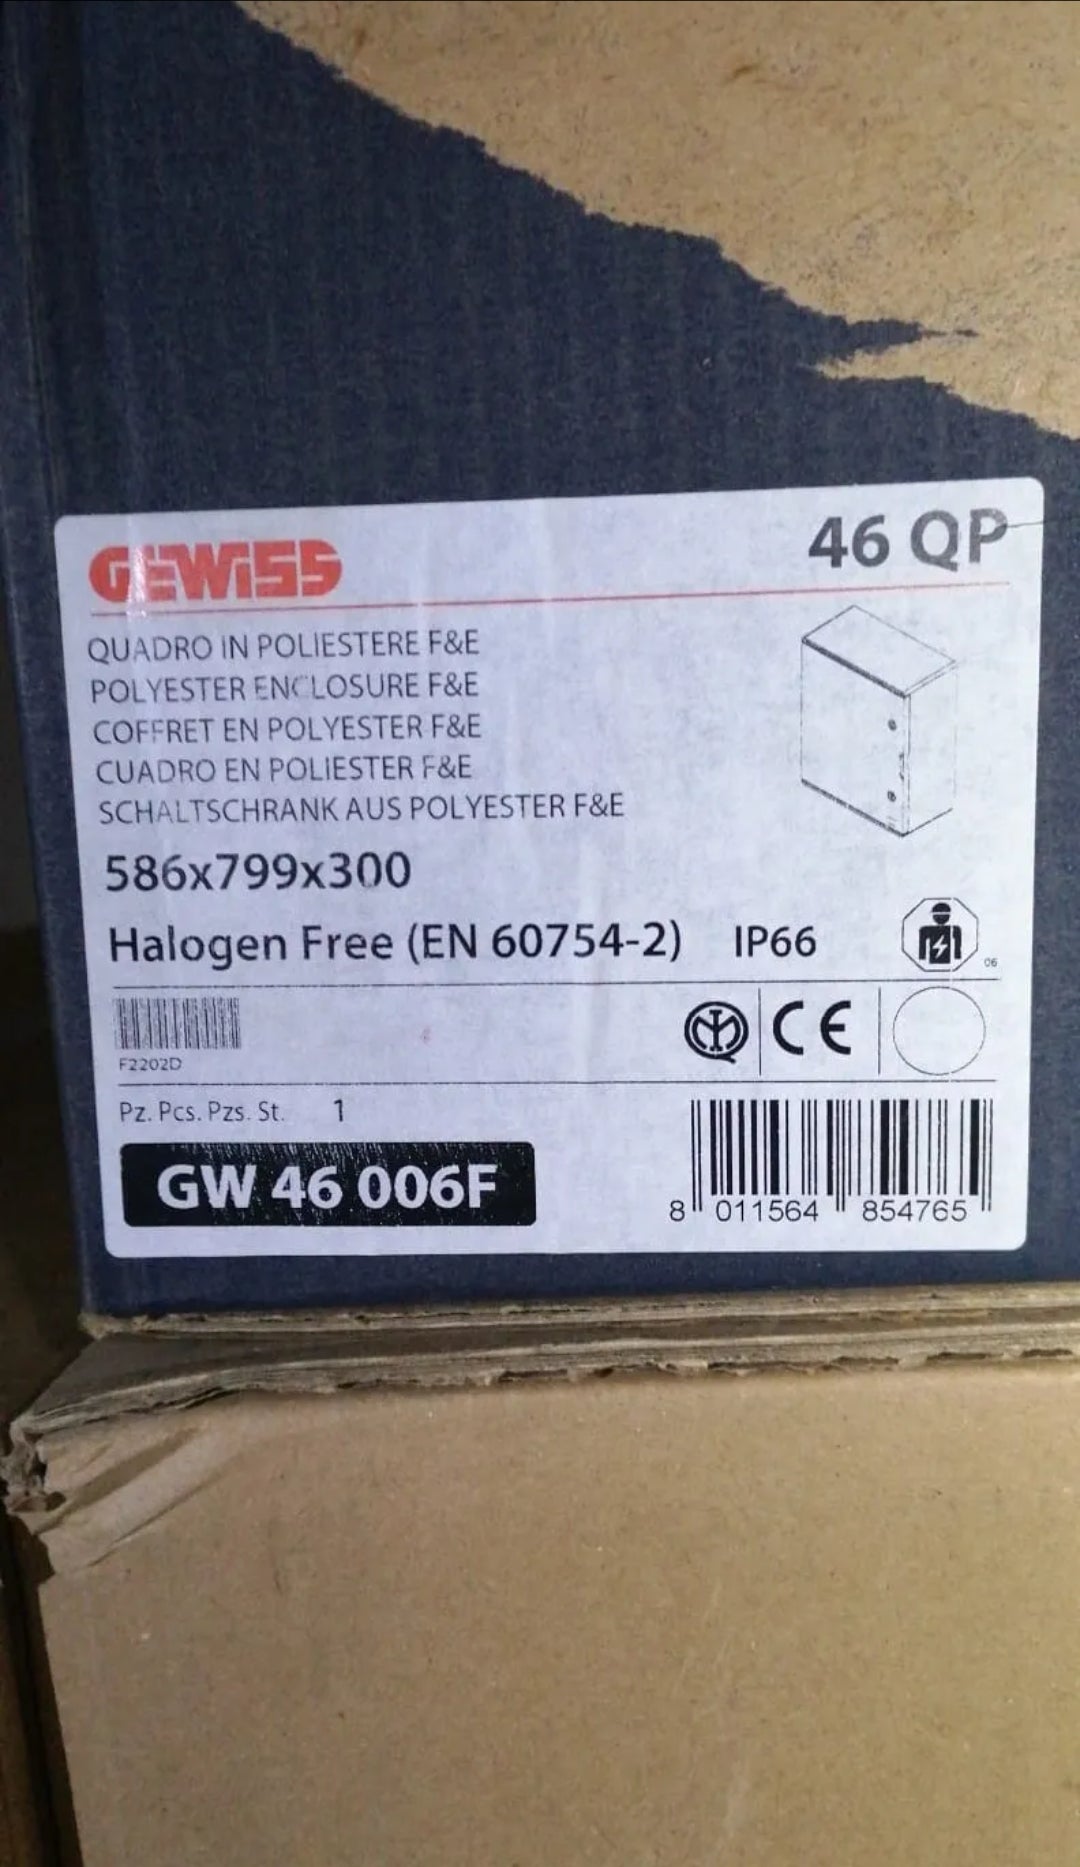 GEWISS
46 QP
QUADRO IN POLIESTERE F&E
POLYESTER ENCLOSURE F&E
COFFRET EN POLYESTER F&E
CUADRO EN POLIESTER F&E
SCHALTSCHRANK AUS POLYESTER F&E
586x799x300
Halogen Free (EN 60754-2) IP66
06
F2202D
CE
Pz. Pcs. Pzs. St. 1
GW 46 006F
8 011564 854765